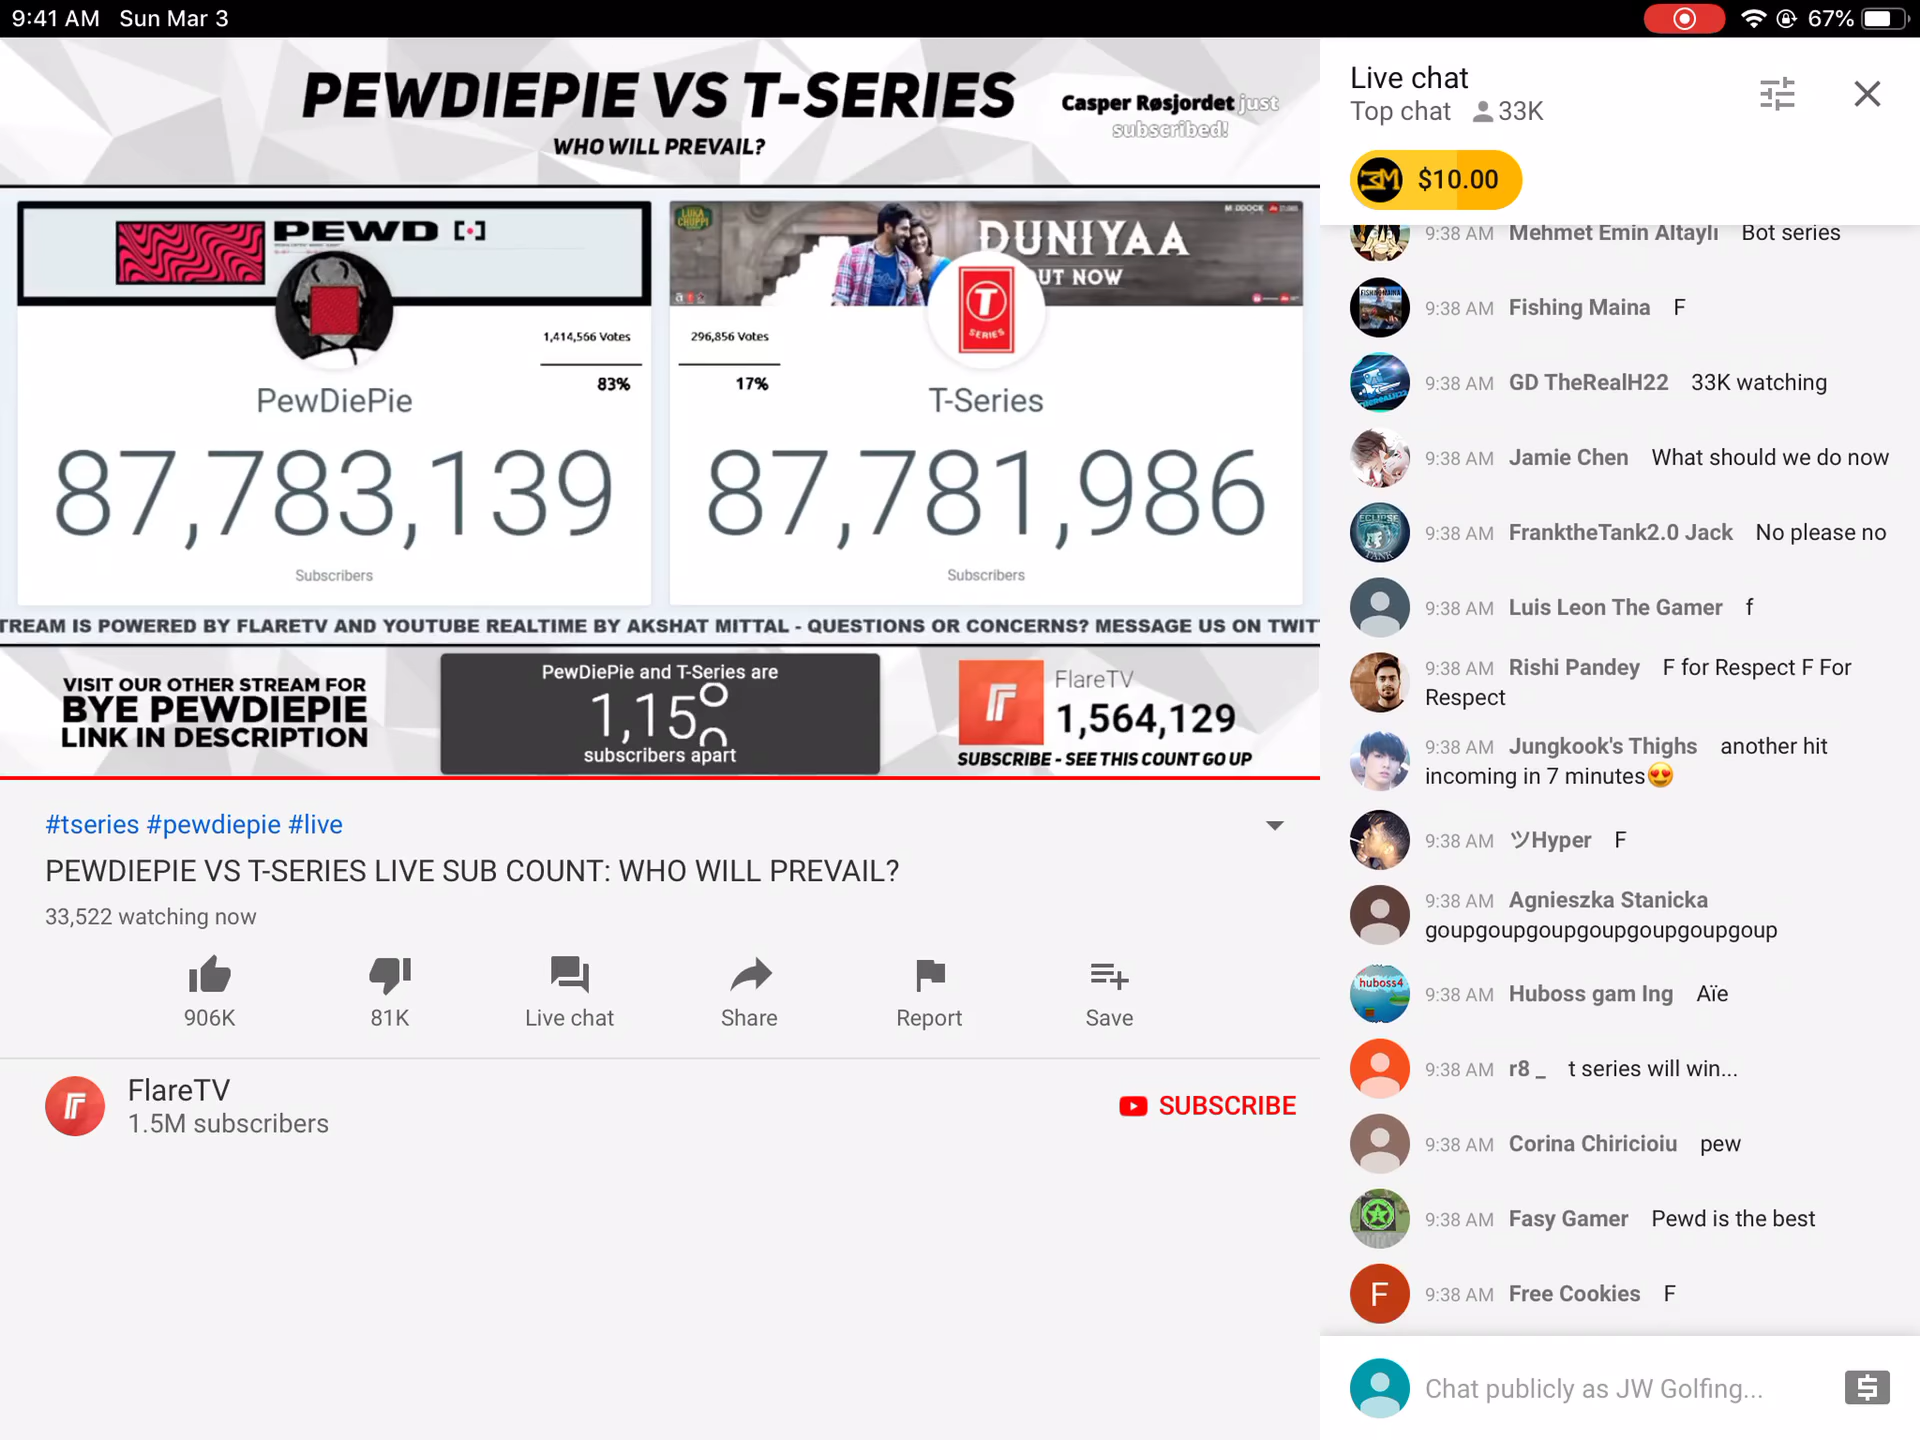 9:41 AM Sun Mar 3
67%
PEWDIEPIE VS T-SERIES
WHO WILL PREVAIL?
Casper Røsjordet just
subscribed!
PEWD
1,414,566 Votes
83%
PewDiePie
87,783,139
Subscribers
LUKA
CHUPPI
DUNIYAA
OUT NOW
T
SERIES
296,856 Votes
17%
T-Series
87,781,986
Subscribers
TREAM IS POWERED BY FLARETV AND YOUTUBE REALTIME BY AKSHAT MITTAL - QUESTIONS OR CONCERNS? MESSAGE US ON TWIT
VISIT OUR OTHER STREAM FOR
BYE PEWDIEPIE
LINK IN DESCRIPTION
PewDiePie and T-Series are
1,15
subscribers apart
FlareTV
1,564,129
SUBSCRIBE - SEE THIS COUNT GO UP
#tseries #pewdiepie #live
PEWDIEPIE VS T-SERIES LIVE SUB COUNT: WHO WILL PREVAIL?
33,522 watching now
906K
81K
Live chat
Share
Report
Save
FlareTV
1.5M subscribers
SUBSCRIBE
Live chat
Top chat 33K
3M $10.00
9:38 AM Mehmet Emin Altayli Bot series
9:38 AM Fishing Maina F
9:38 AM GD TheRealH22 33K watching
9:38 AM Jamie Chen What should we do now
9:38 AM FranktheTank2.0 Jack No please no
9:38 AM Luis Leon The Gamer f
9:38 AM Rishi Pandey F for Respect F For
Respect
9:38 AM Jungkook's Thighs another hit
incoming in 7 minutes😍
9:38 AM ツHyper F
9:38 AM Agnieszka Stanicka
goupgoupgoupgoupgoupgoupgoup
huboss4
9:38 AM Huboss gam Ing Aïe
9:38 AM r8 _ t series will win...
9:38 AM Corina Chiricioiu pew
9:38 AM Fasy Gamer Pewd is the best
F
9:38 AM Free Cookies F
Chat publicly as JW Golfing...